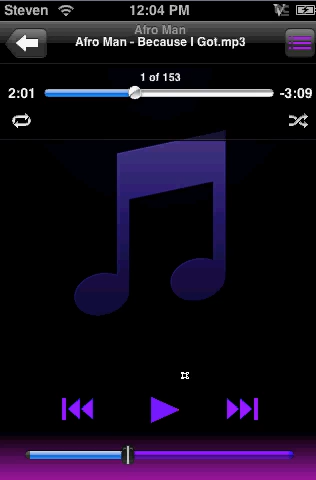 Steven 12:04 PM
Afro Man
Afro Man - Because I Got.mp3
1 of 153
2:01 -3:09